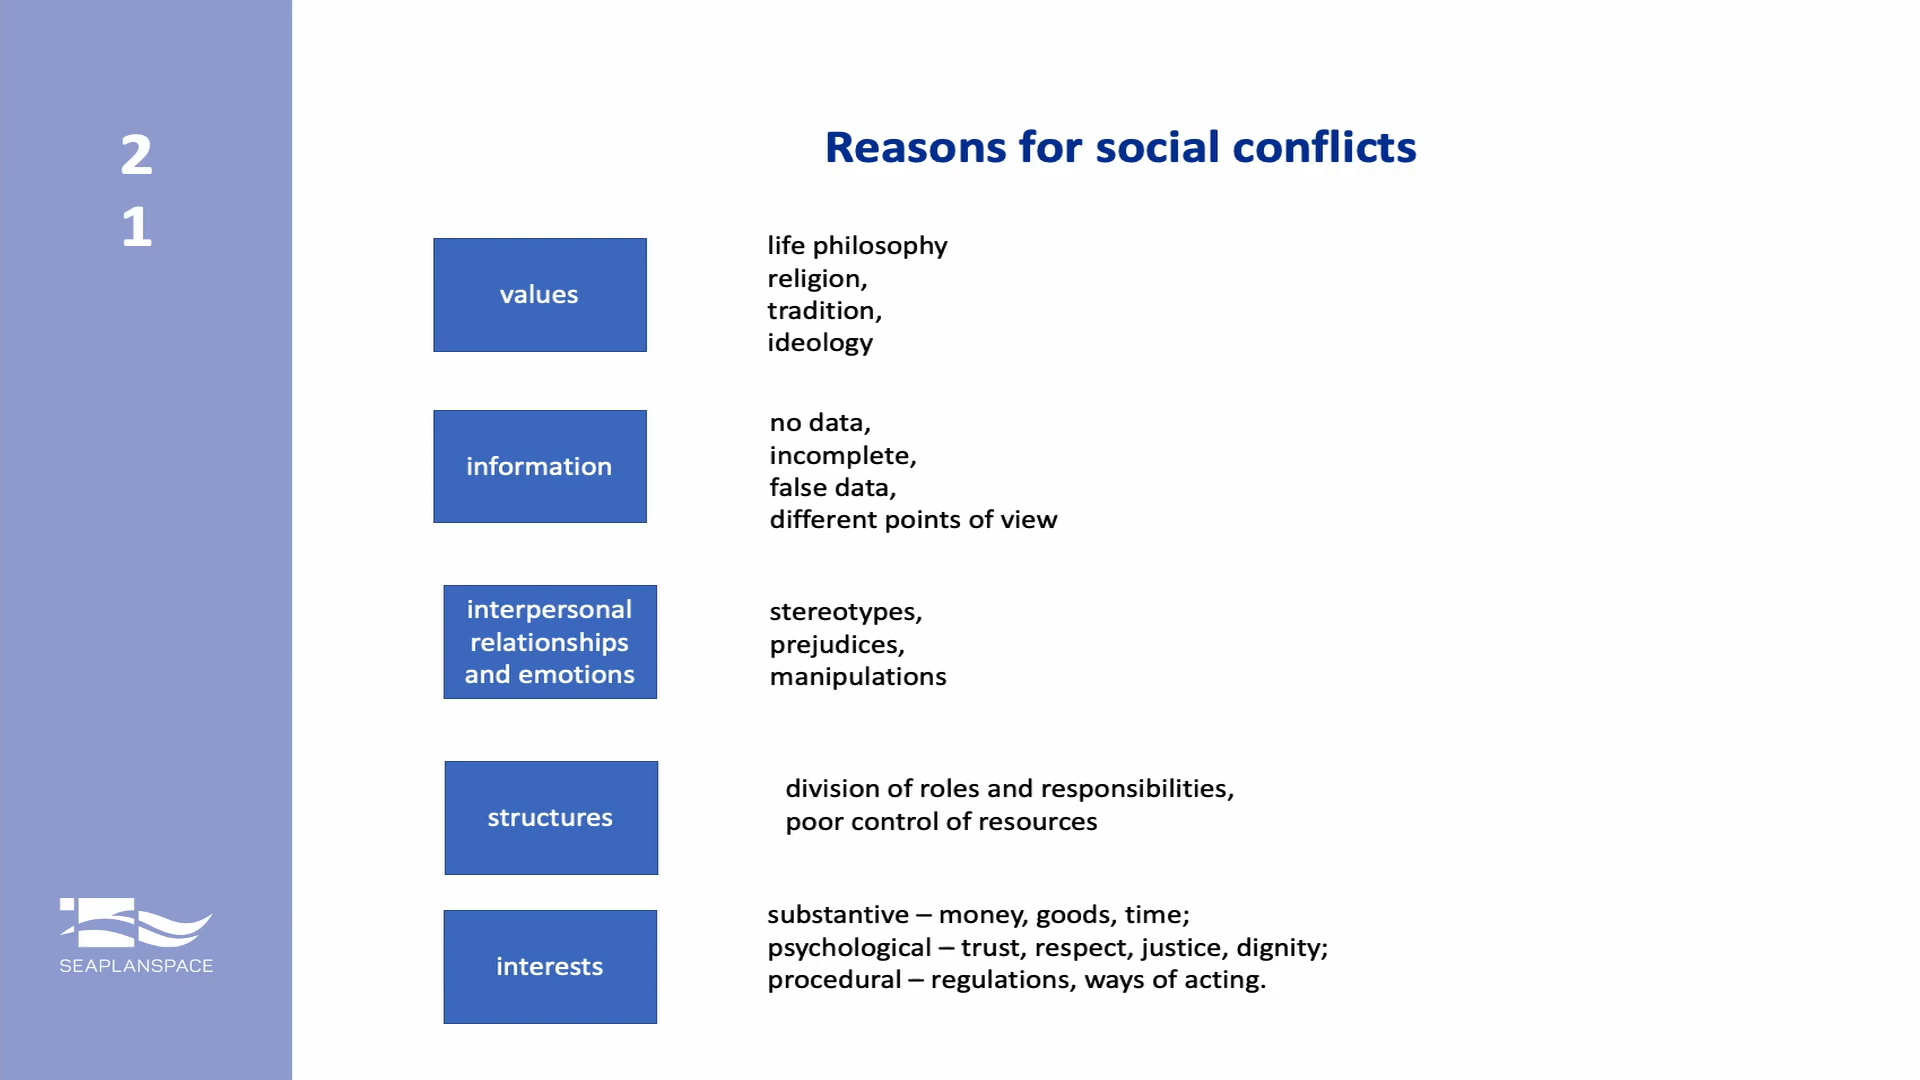 2
1
Reasons for social conflicts
values
life philosophy
religion,
tradition,
ideology
information
no data,
incomplete,
false data,
different points of view
interpersonal
relationships
and emotions
stereotypes,
prejudices,
manipulations
structures
division of roles and responsibilities,
poor control of resources
interests
substantive – money, goods, time;
psychological – trust, respect, justice, dignity;
procedural – regulations, ways of acting.
SEAPLANSPACE